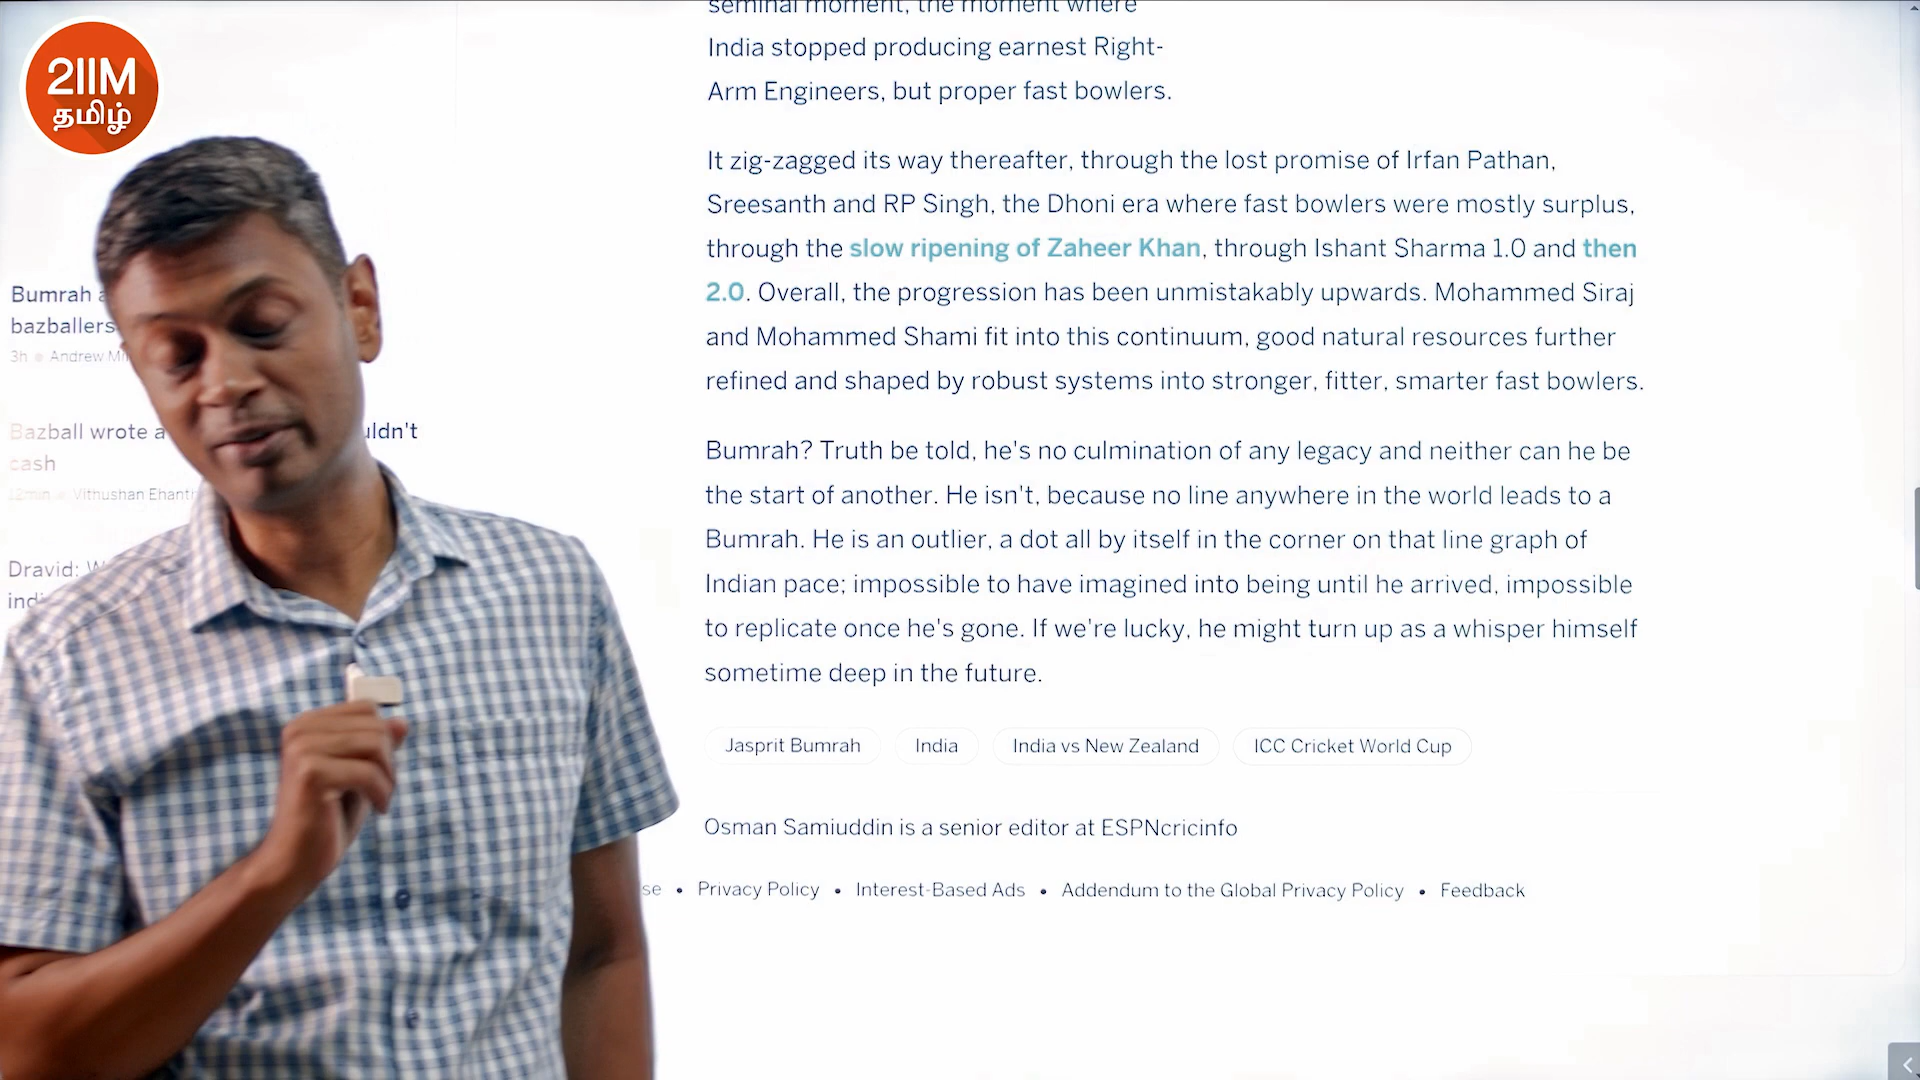 2IIM
தமிழ்
seminal moment, the moment where
India stopped producing earnest Right-
Arm Engineers, but proper fast bowlers.
It zig-zagged its way thereafter, through the lost promise of Irfan Pathan,
Sreesanth and RP Singh, the Dhoni era where fast bowlers were mostly surplus,
through the slow ripening of Zaheer Khan, through Ishant Sharma 1.0 and then
2.0. Overall, the progression has been unmistakably upwards. Mohammed Siraj
and Mohammed Shami fit into this continuum, good natural resources further
refined and shaped by robust systems into stronger, fitter, smarter fast bowlers.
Bumrah? Truth be told, he's no culmination of any legacy and neither can he be
the start of another. He isn't, because no line anywhere in the world leads to a
Bumrah. He is an outlier, a dot all by itself in the corner on that line graph of
Indian pace; impossible to have imagined into being until he arrived, impossible
to replicate once he's gone. If we're lucky, he might turn up as a whisper himself
sometime deep in the future.
Jasprit Bumrah India India vs New Zealand ICC Cricket World Cup
Osman Samiuddin is a senior editor at ESPNcricinfo
• Privacy Policy • Interest-Based Ads • Addendum to the Global Privacy Policy • Feedback
Bumrah
bazballers
3h • Andrew
Bazball wrote
cash
12min • Vithushan
Dravid: